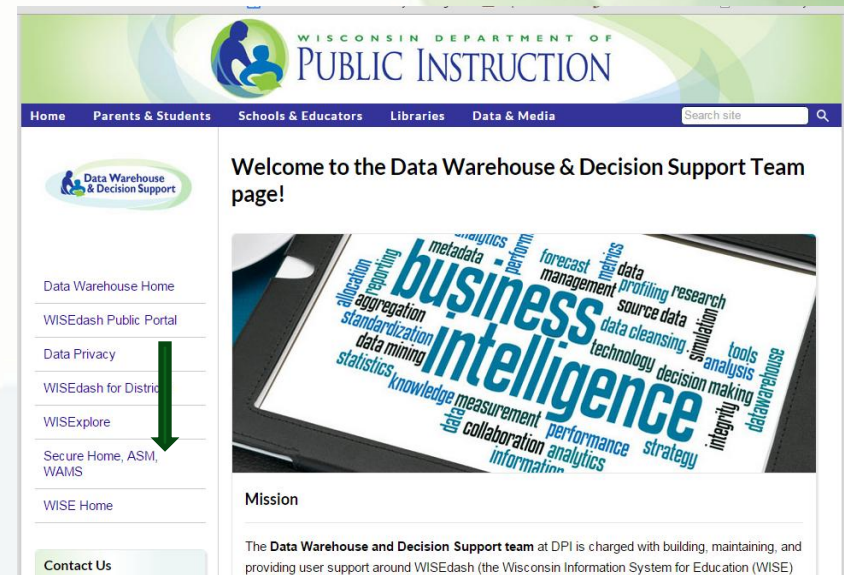 WISCONSIN DEPARTMENT OF
PUBLIC INSTRUCTION
Home Parents & Students Schools & Educators Libraries Data & Media Search site
Data Warehouse
& Decision Support
Data Warehouse Home
WISEdash Public Portal
Data Privacy
WISEdash for
WISExplore
Secure Home, ASM,
WAMS
WISE Home
Contact Us
Welcome to the Data Warehouse & Decision Support Team
page!
analytics
metadata
forecast
metrics
data
management
profiling
research
reporting
allocation
aggregation
business
source data
simulation
standardization
data cleansing
tools
analysis
data mining
intelligence
technology
decision making
datawarehouse
statistics
knowledge
measurement
integrity
data
collaboration
performance
strategy
analytics
information
Mission
The Data Warehouse and Decision Support team at DPI is charged with building, maintaining, and
providing user support around WISEdash (the Wisconsin Information System for Education (WISE)